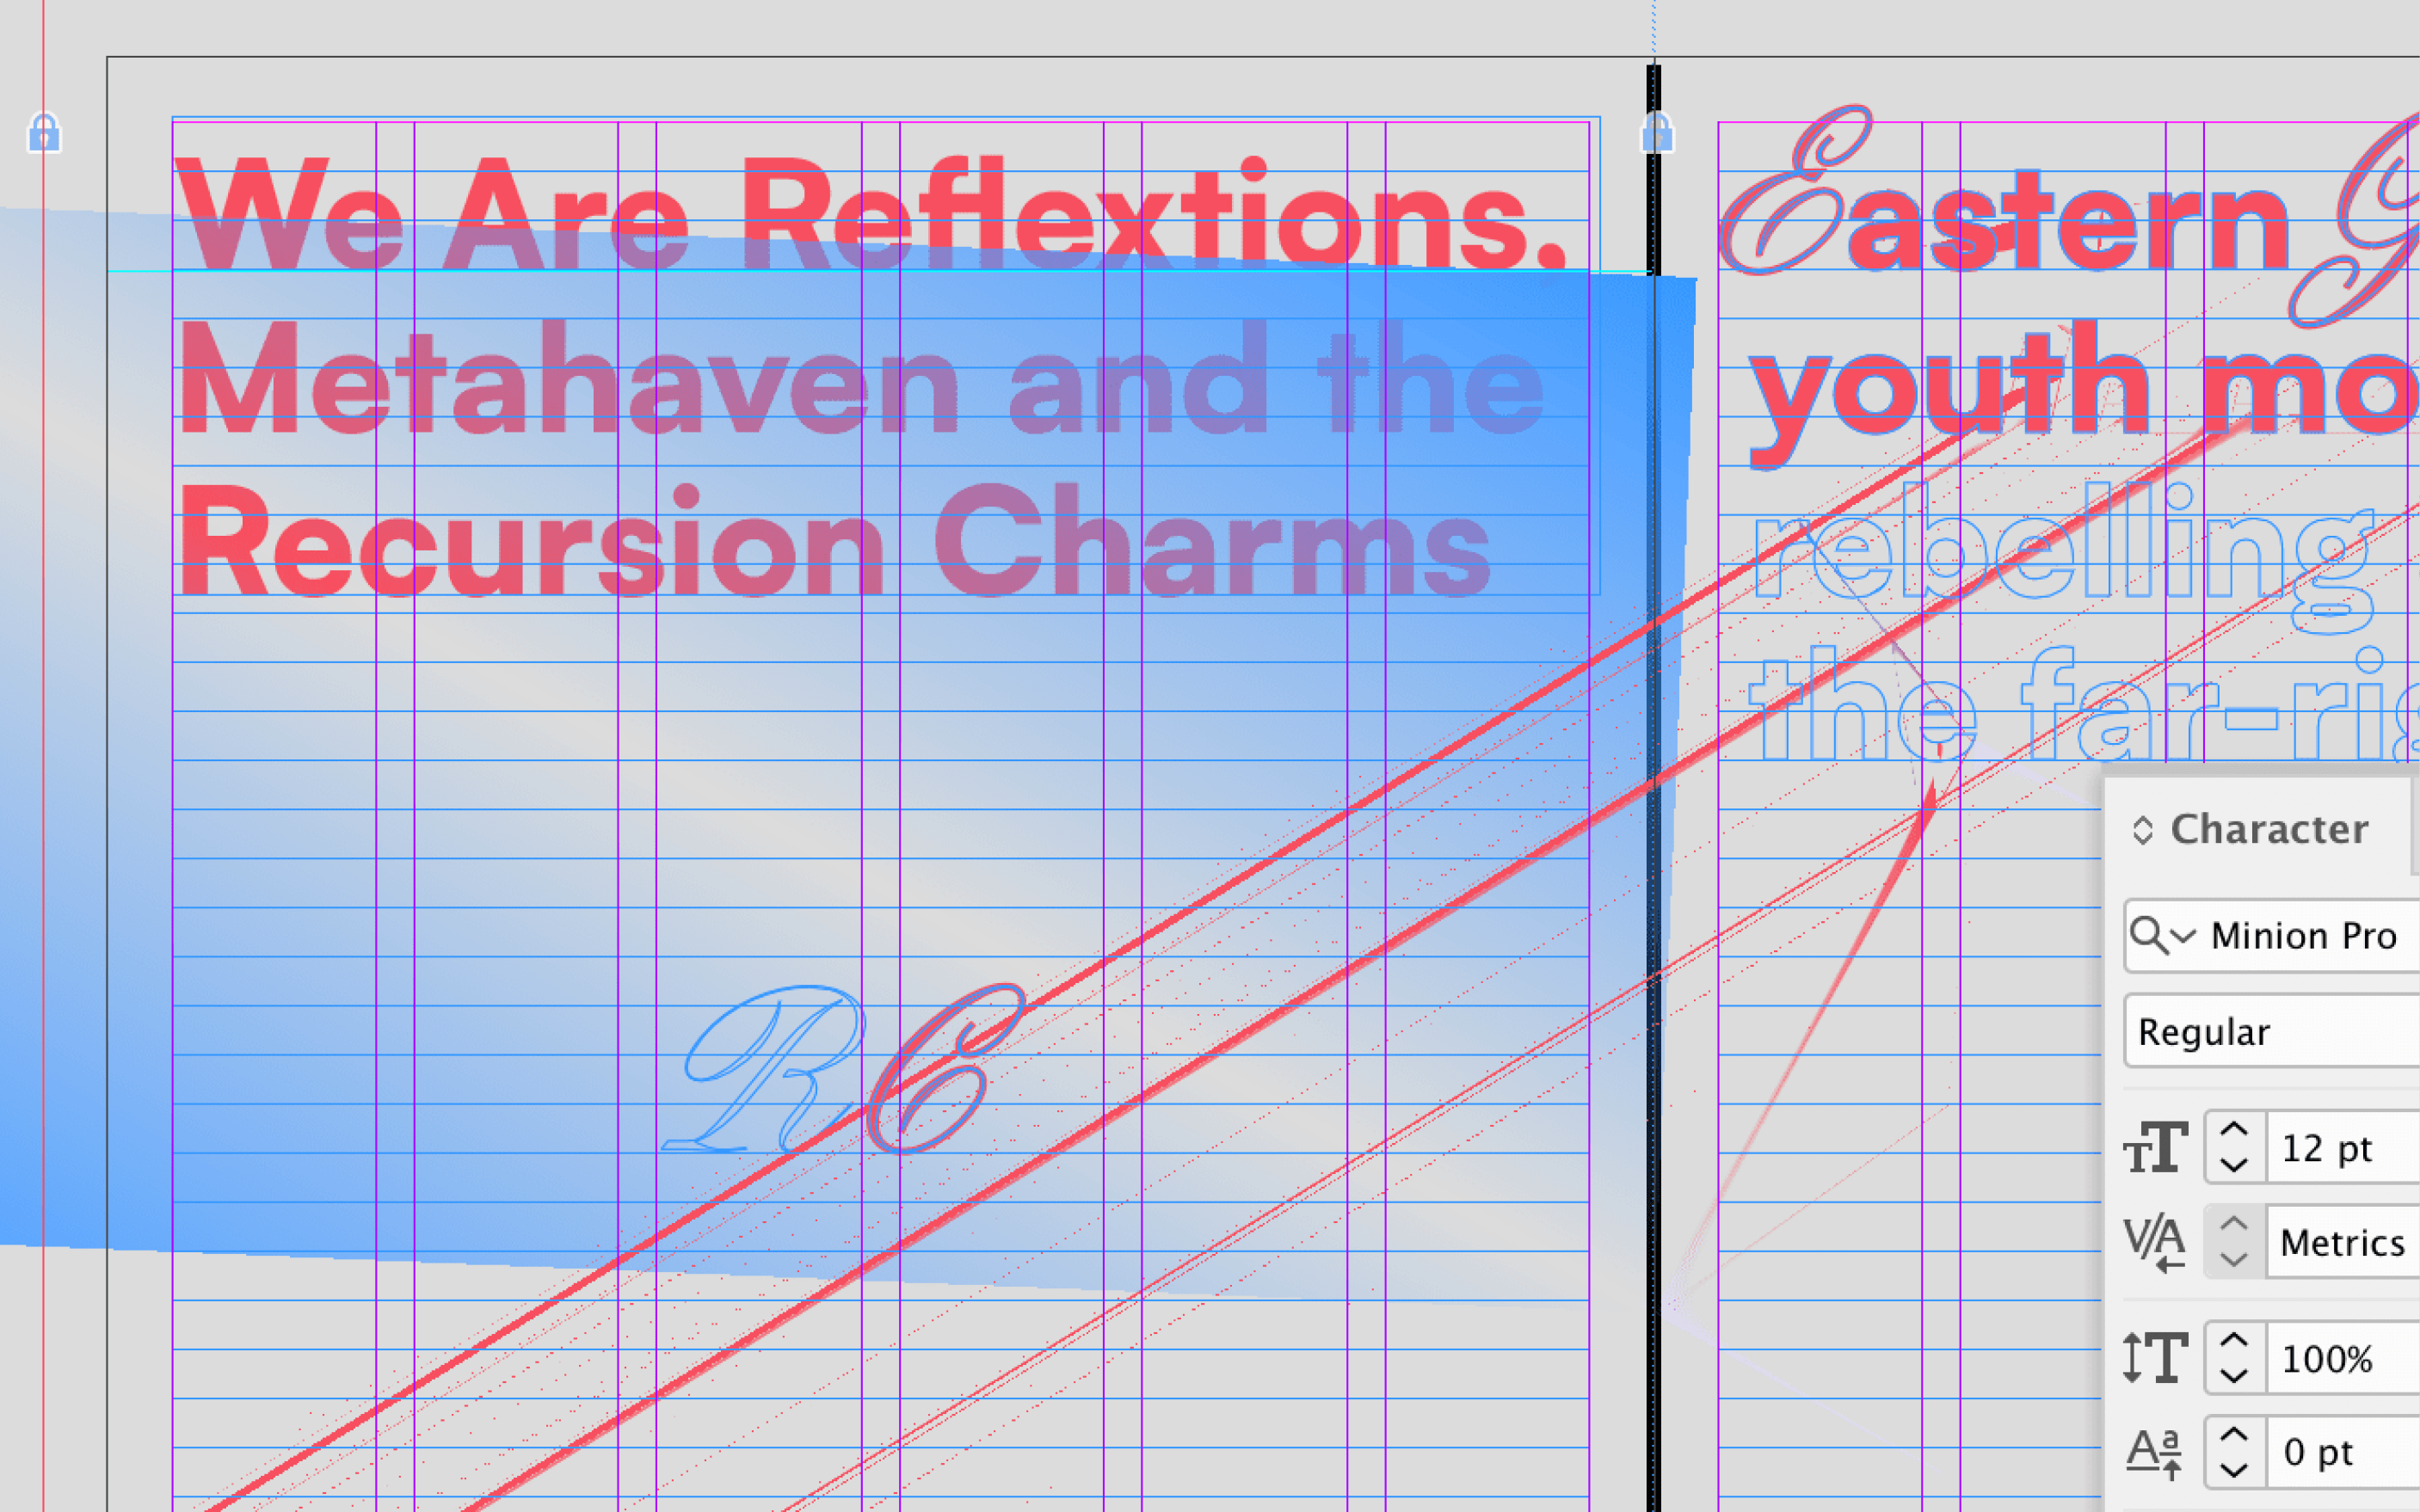 We Are Reflextions.
Metahaven and the
Recursion Charms
RC
Eastern G
youth mo
rebelling
the far-rig
Character
Minion Pro
Regular
12 pt
Metrics
100%
0 pt